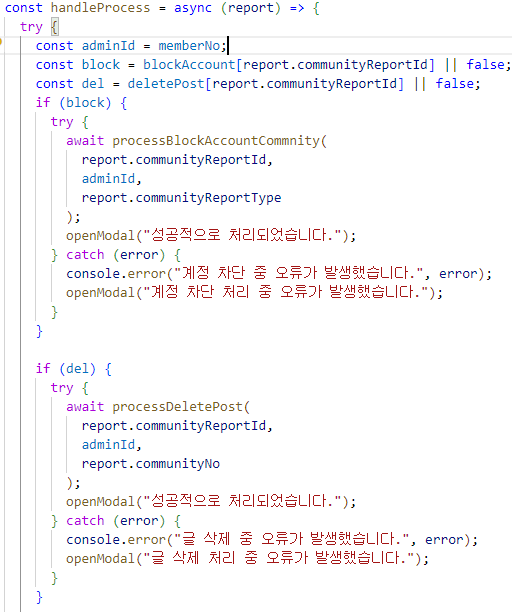 const handleProcess = async (report) => {
  try {
    const adminId = memberNo;
    const block = blockAccount[report.communityReportId] || false;
    const del = deletePost[report.communityReportId] || false;
    if (block) {
      try {
        await processBlockAccountCommnity(
          report.communityReportId,
          adminId,
          report.communityReportType
        );
        openModal("성공적으로 처리되었습니다.");
      } catch (error) {
        console.error("계정 차단 중 오류가 발생했습니다.", error);
        openModal("계정 차단 처리 중 오류가 발생했습니다.");
      }
    }

    if (del) {
      try {
        await processDeletePost(
          report.communityReportId,
          adminId,
          report.communityNo
        );
        openModal("성공적으로 처리되었습니다.");
      } catch (error) {
        console.error("글 삭제 중 오류가 발생했습니다.", error);
        openModal("글 삭제 처리 중 오류가 발생했습니다.");
      }
    }